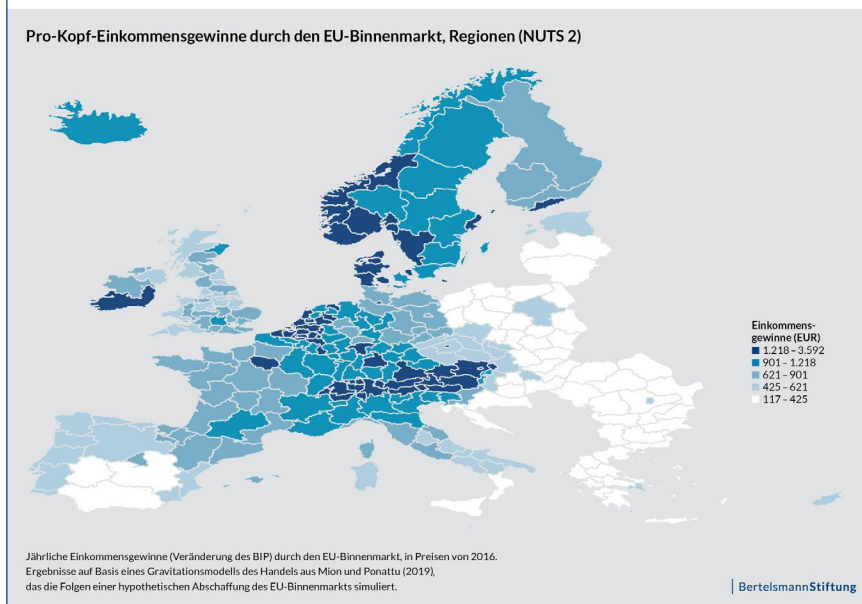 Pro-Kopf-Einkommensgewinne durch den EU-Binnenmarkt, Regionen (NUTS 2)
Einkommens-
gewinne (EUR)
1.218 – 3.592
901 – 1.218
621 – 901
425 – 621
117 – 425
Jährliche Einkommensgewinne (Veränderung des BIP) durch den EU-Binnenmarkt, in Preisen von 2016.
Ergebnisse auf Basis eines Gravitationsmodells des Handels aus Mion und Ponattu (2019),
das die Folgen einer hypothetischen Abschaffung des EU-Binnenmarkts simuliert.
BertelsmannStiftung